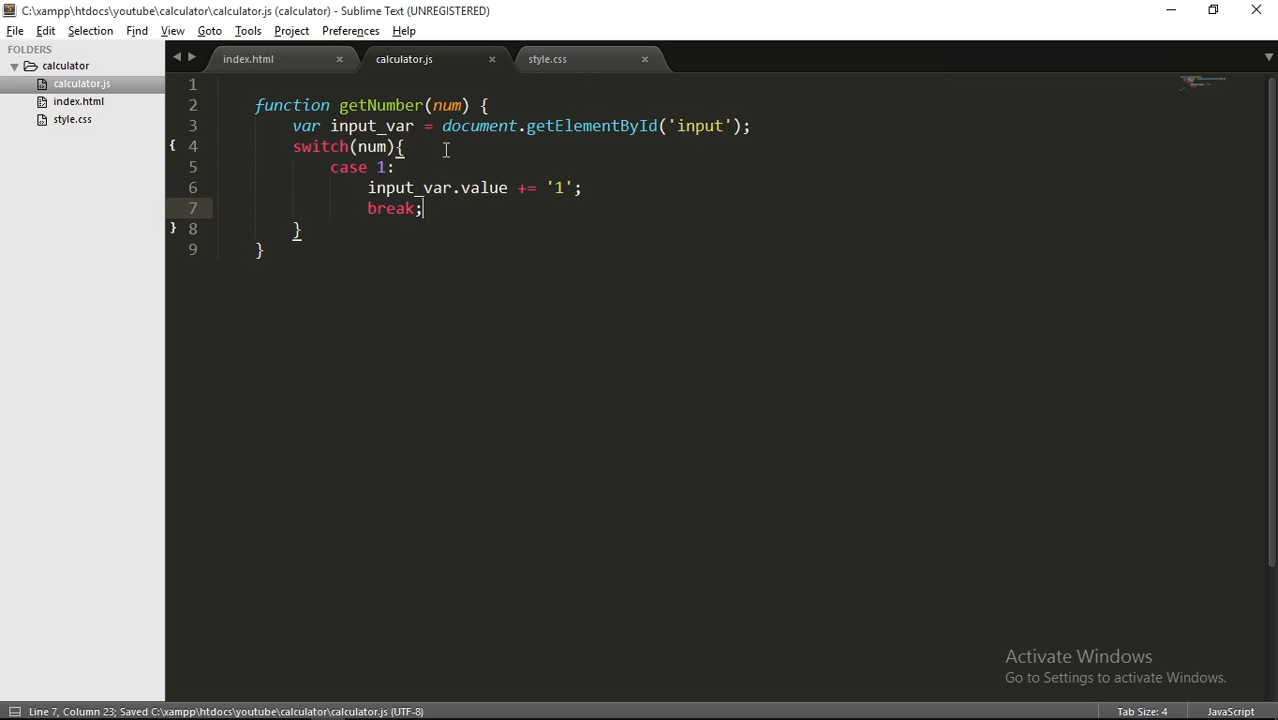 C:\xampp\htdocs\youtube\calculator\calculator.js (calculator) - Sublime Text (UNREGISTERED)
File Edit Selection Find View Goto Tools Project Preferences Help
FOLDERS
calculator
calculator.js
index.html
style.css
index.html × calculator.js × style.css ×
1
2 function getNumber(num) {
3 var input_var = document.getElementById('input');
{ 4 switch(num){
5 case 1:
6 input_var.value += '1';
7 break;
} 8 }
9 }
Activate Windows
Go to Settings to activate Windows.
Line 7, Column 23; Saved C:\xampp\htdocs\youtube\calculator\calculator.js (UTF-8) Tab Size: 4 JavaScript